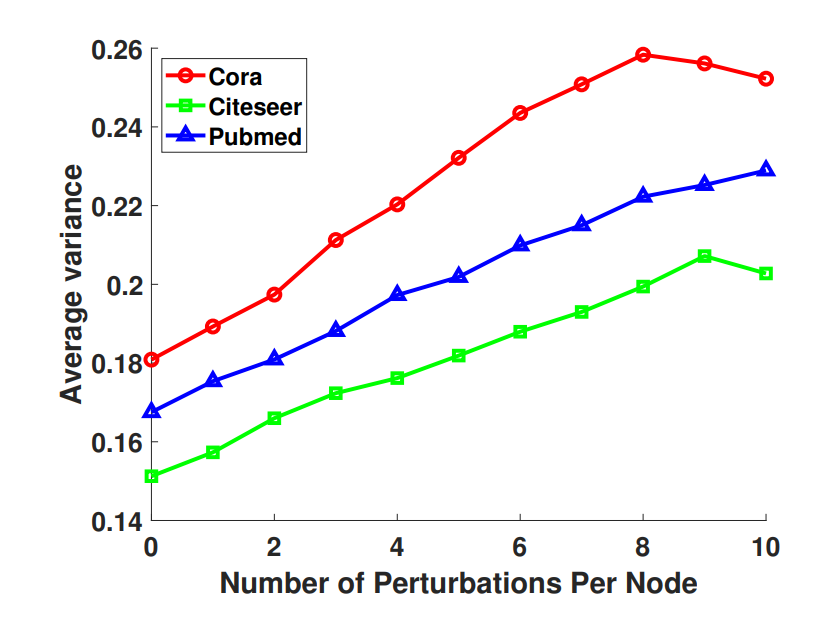 0.26
0.24
0.22
0.2
0.18
0.16
0.14
Average variance
Cora
Citeseer
Pubmed
0 2 4 6 8 10
Number of Perturbations Per Node